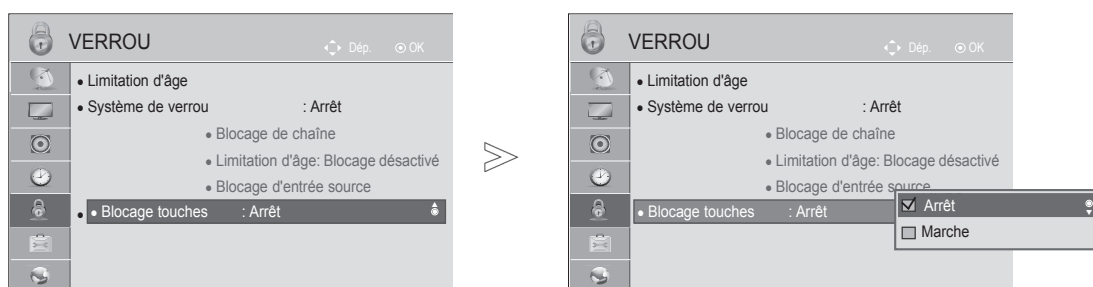 VERROU
Dép. OK
• Limitation d'âge
• Système de verrou : Arrêt
• Blocage de chaîne
• Limitation d'âge: Blocage désactivé
• Blocage d'entrée source
• • Blocage touches : Arrêt
VERROU
Dép. OK
• Limitation d'âge
• Système de verrou : Arrêt
• Blocage de chaîne
• Limitation d'âge: Blocage désactivé
• Blocage d'entrée source
• Blocage touches : Arrêt
Arrêt
Marche